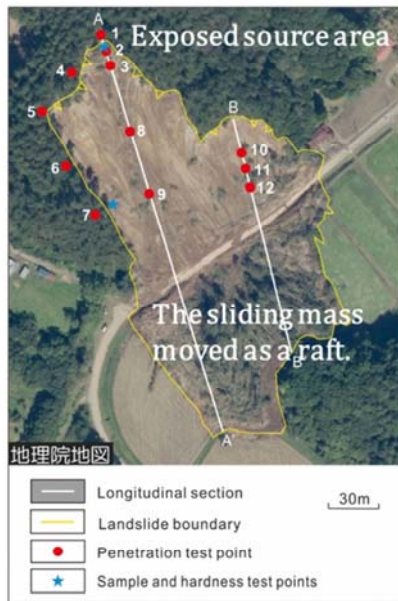 A
1
Exposed source area
2
3
4
B
5
8
10
6
11
12
9
7
The sliding mass
moved as a raft.
B'
A'
地理院地図
Longitudinal section
30m
Landslide boundary
Penetration test point
Sample and hardness test points